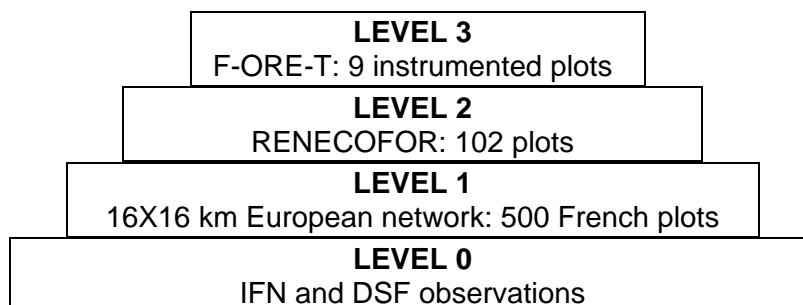 LEVEL 3
F-ORE-T: 9 instrumented plots
LEVEL 2
RENECOFOR: 102 plots
LEVEL 1
16X16 km European network: 500 French plots
LEVEL 0
IFN and DSF observations